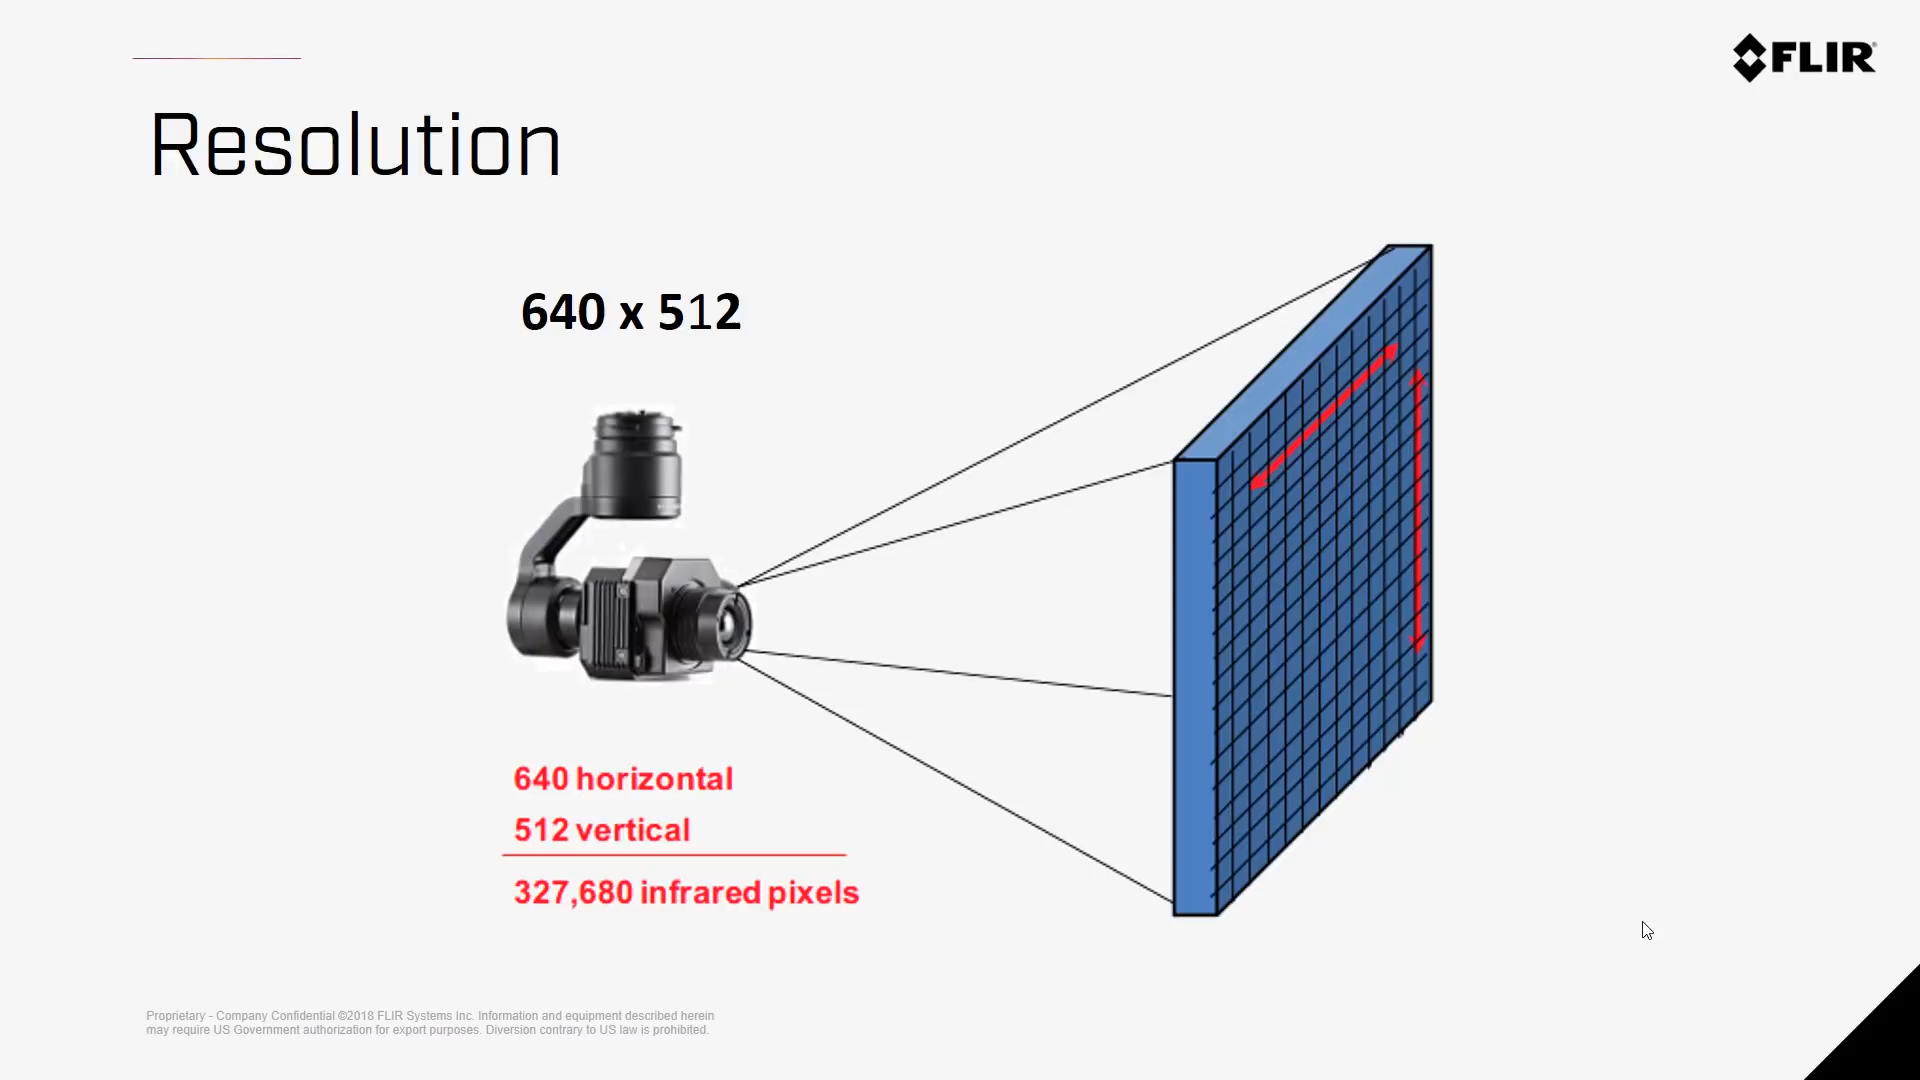 FLIR
Resolution
640 x 512
640 horizontal
512 vertical
327,680 infrared pixels
Proprietary - Company Confidential ©2018 FLIR Systems Inc. Information and equipment described herein
may require US Government authorization for export purposes. Diversion contrary to US law is prohibited.